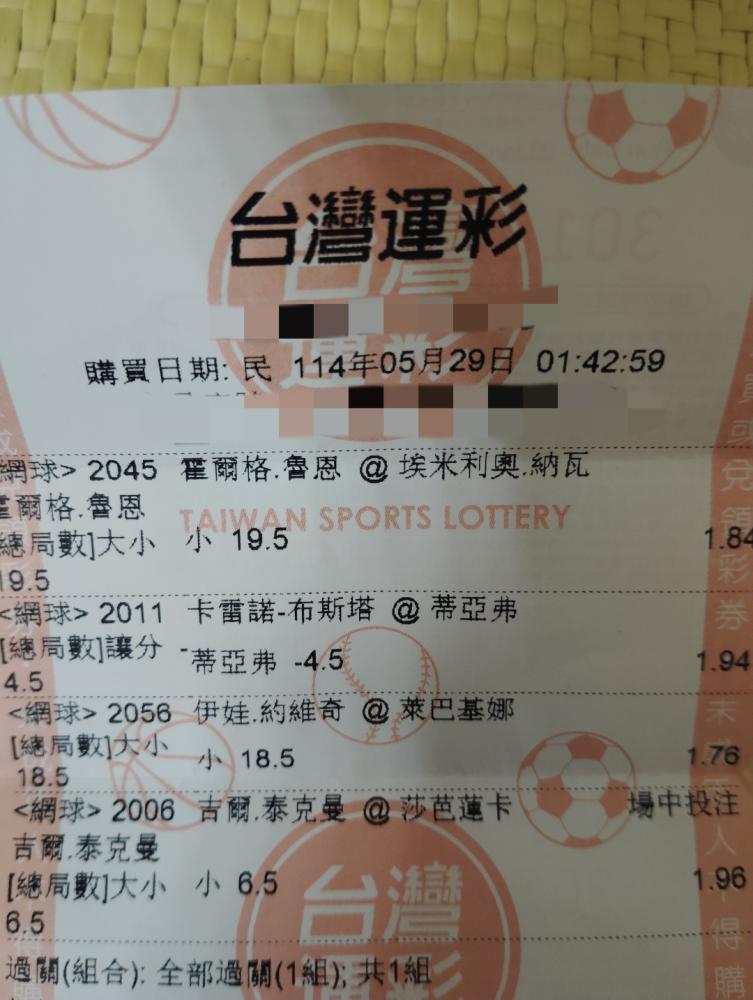 台灣運彩
購買日期: 民 114年05月29日 01:42:59
網球> 2045 霍爾格.魯恩 @ 埃米利奧.納瓦
霍爾格.魯恩
TAIWAN SPORTS LOTTERY
總局數]大小 小 19.5 1.84
19.5
<網球> 2011 卡雷諾-布斯塔 @ 蒂亞弗
[總局數]讓分 - 蒂亞弗 -4.5 1.94
4.5
<網球> 2056 伊娃.約維奇 @ 萊巴基娜
[總局數]大小 小 18.5 1.76
18.5
<網球> 2006 吉爾.泰克曼 @ 莎芭蓮卡 場中投注
吉爾.泰克曼
[總局數]大小 小 6.5 1.96
6.5
過關(組合): 全部過關(1組); 共1組